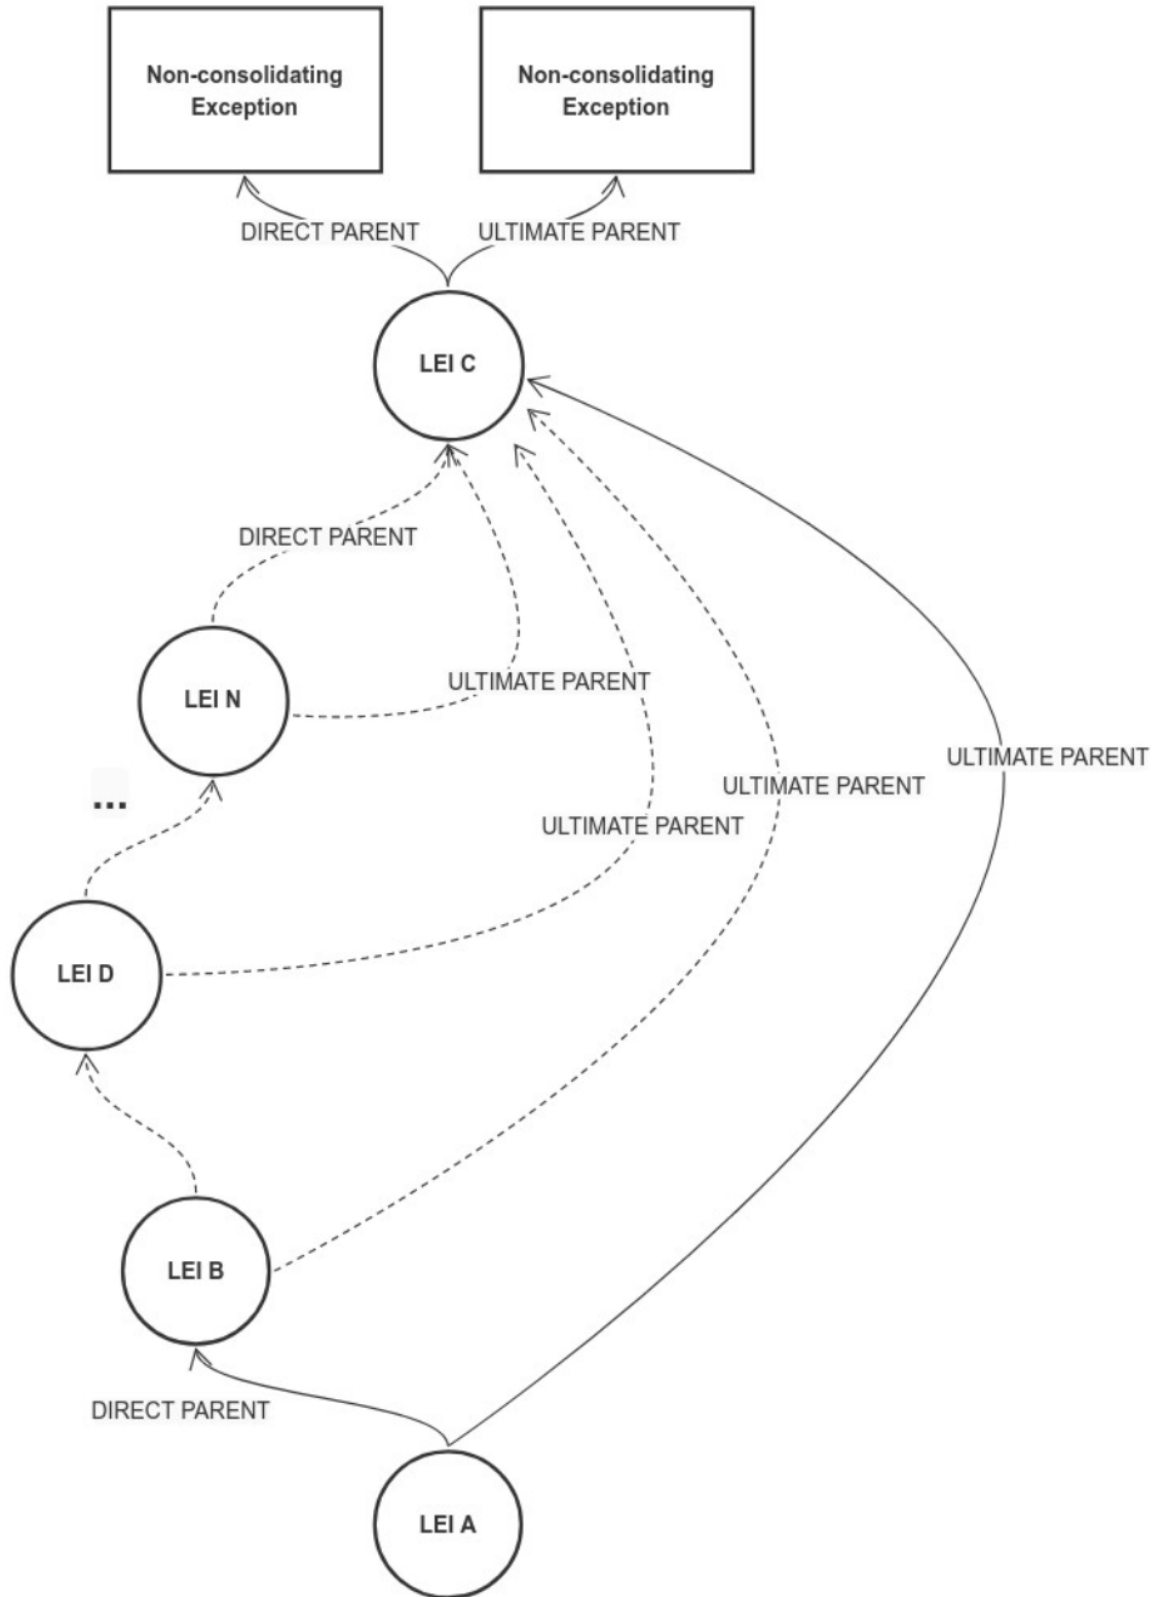 Non-consolidating
Exception
Non-consolidating
Exception
DIRECT PARENT
ULTIMATE PARENT
LEI C
DIRECT PARENT
ULTIMATE PARENT
LEI N
ULTIMATE PARENT
...
ULTIMATE PARENT
ULTIMATE PARENT
LEI D
LEI B
DIRECT PARENT
LEI A